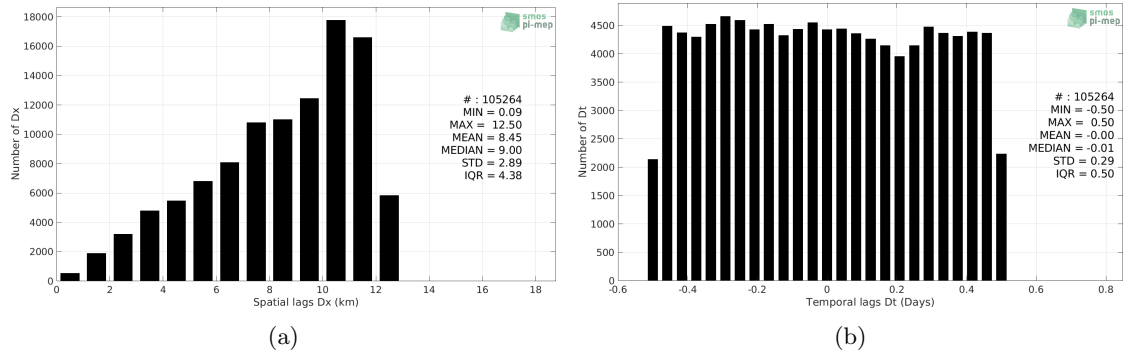 18000
16000
14000
12000
10000
8000
6000
4000
2000
0
Number of Dx
0 2 4 6 8 10 12 14 16 18
Spatial lags Dx (km)
smos
pi-mep
# : 105264
MIN = 0.09
MAX = 12.50
MEAN = 8.45
MEDIAN = 9.00
STD = 2.89
IQR = 4.38
(a)
4500
4000
3500
3000
2500
2000
1500
1000
500
0
Number of Dt
-0.6 -0.4 -0.2 0 0.2 0.4 0.6 0.8
Temporal lags Dt (Days)
smos
pi-mep
# : 105264
MIN = -0.50
MAX = 0.50
MEAN = -0.00
MEDIAN = -0.01
STD = 0.29
IQR = 0.50
(b)